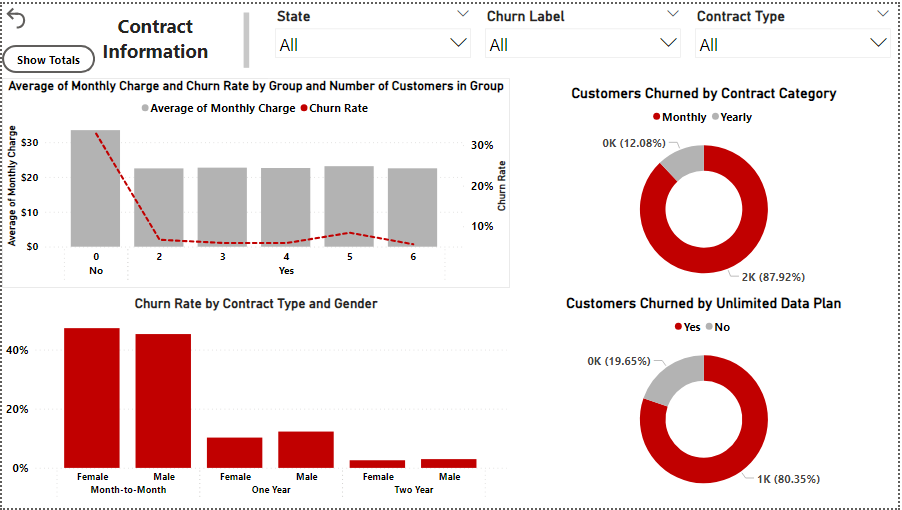 Contract
Information
Show Totals
State
All
Churn Label
All
Contract Type
All
Average of Monthly Charge and Churn Rate by Group and Number of Customers in Group
Average of Monthly Charge Churn Rate
Average of Monthly Charge
$30
$20
$10
$0
30%
20%
10%
Churn Rate
0 2 3 4 5 6
No Yes
Customers Churned by Contract Category
Monthly Yearly
0K (12.08%)
2K (87.92%)
Churn Rate by Contract Type and Gender
40%
20%
0%
Female Male Female Male Female Male
Month-to-Month One Year Two Year
Customers Churned by Unlimited Data Plan
Yes No
0K (19.65%)
1K (80.35%)